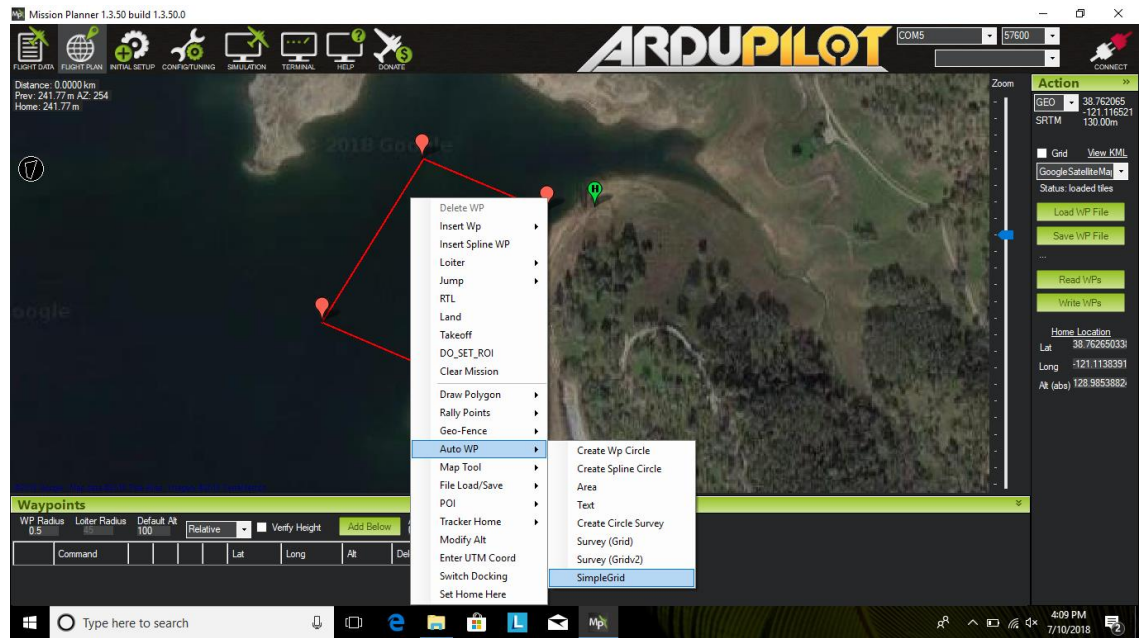 Mission Planner 1.3.50 build 1.3.50.0
FLIGHT DATA
FLIGHT PLAN
INITIAL SETUP
CONFIG/TUNING
SIMULATION
TERMINAL
HELP
DONATE
ARDUPILOT
COM5
57600
CONNECT
Distance: 0.0000 km
Prev: 241.77 m AZ: 254
Home: 241.77 m
2018 Google
oogle
H
Zoom
Action
GEO
38.762065
-121.116521
SRTM
130.00m
Grid
View KML
GoogleSatelliteMap
Status: loaded tiles
Load WP File
Save WP File
...
Read WPs
Write WPs
Home Location
Lat
38.76265033
Long
-121.1138391
Alt (abs)
128.9853882
Delete WP
Insert Wp
Insert Spline WP
Loiter
Jump
RTL
Land
Takeoff
DO_SET_ROI
Clear Mission
Draw Polygon
Rally Points
Geo-Fence
Auto WP
Map Tool
File Load/Save
POI
Tracker Home
Modify Alt
Enter UTM Coord
Switch Docking
Set Home Here
Create Wp Circle
Create Spline Circle
Area
Text
Create Circle Survey
Survey (Grid)
Survey (Gridv2)
SimpleGrid
Waypoints
WP Radius
Loiter Radius
Default Alt
0.5
45
100
Relative
Verify Height
Add Below
Command
Lat
Long
Alt
Del
Type here to search
4:09 PM
7/10/2018